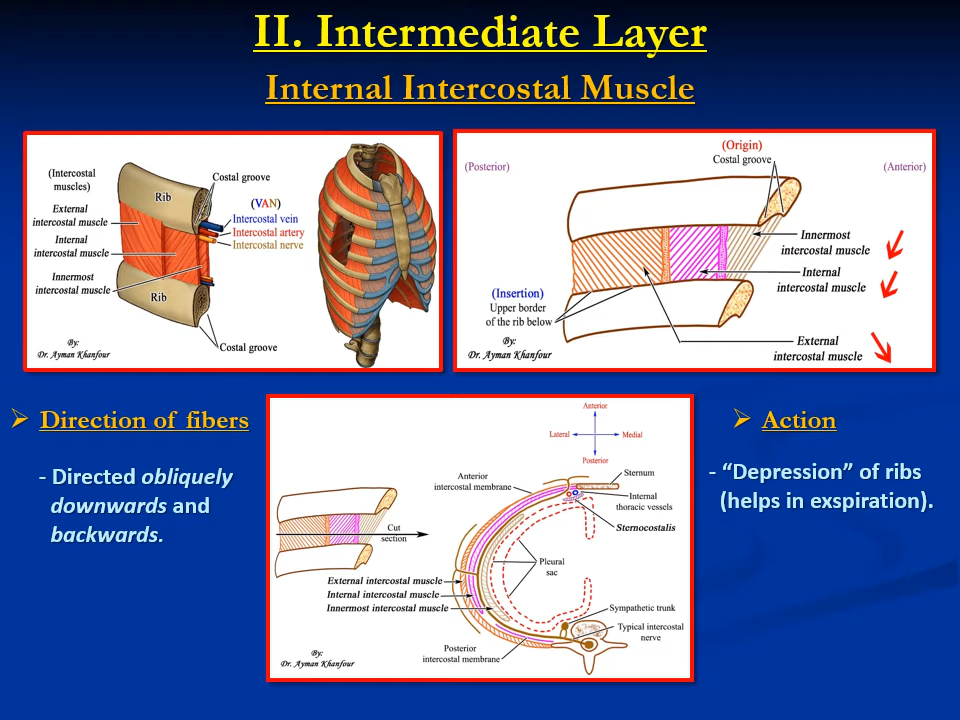 II. Intermediate Layer
Internal Intercostal Muscle
(Intercostal
muscles)
External
intercostal muscle
Internal
intercostal muscle
Innermost
intercostal muscle
Rib
Rib
Costal groove
(VAN)
Intercostal vein
Intercostal artery
Intercostal nerve
Costal groove
By:
Dr. Ayman Khanfour
(Posterior)
(Origin)
Costal groove
(Anterior)
Innermost
intercostal muscle
Internal
intercostal muscle
(Insertion)
Upper border
of the rib below
External
intercostal muscle
By:
Dr. Ayman Khanfour
Direction of fibers
- Directed obliquely
downwards and
backwards.
Anterior
Lateral
Medial
Posterior
Anterior
intercostal membrane
Sternum
Internal
thoracic vessels
Sternocostalis
Cut
section
Pleural
sac
External intercostal muscle
Internal intercostal muscle
Innermost intercostal muscle
Sympathetic trunk
Typical intercostal
nerve
Posterior
intercostal membrane
By:
Dr. Ayman Khanfour
Action
- “Depression” of ribs
(helps in exspiration).